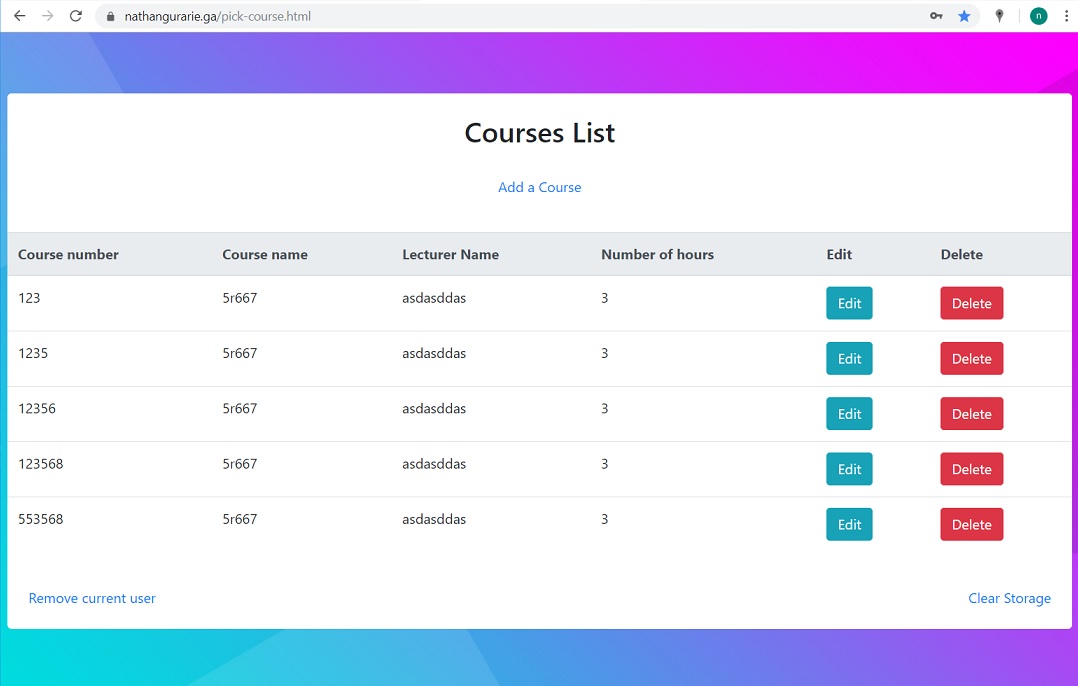 nathangurarie.ga/pick-course.html
n
Courses List
Add a Course
Course number Course name Lecturer Name Number of hours Edit Delete
123 5r667 asdasddas 3 Edit Delete
1235 5r667 asdasddas 3 Edit Delete
12356 5r667 asdasddas 3 Edit Delete
123568 5r667 asdasddas 3 Edit Delete
553568 5r667 asdasddas 3 Edit Delete
Remove current user Clear Storage